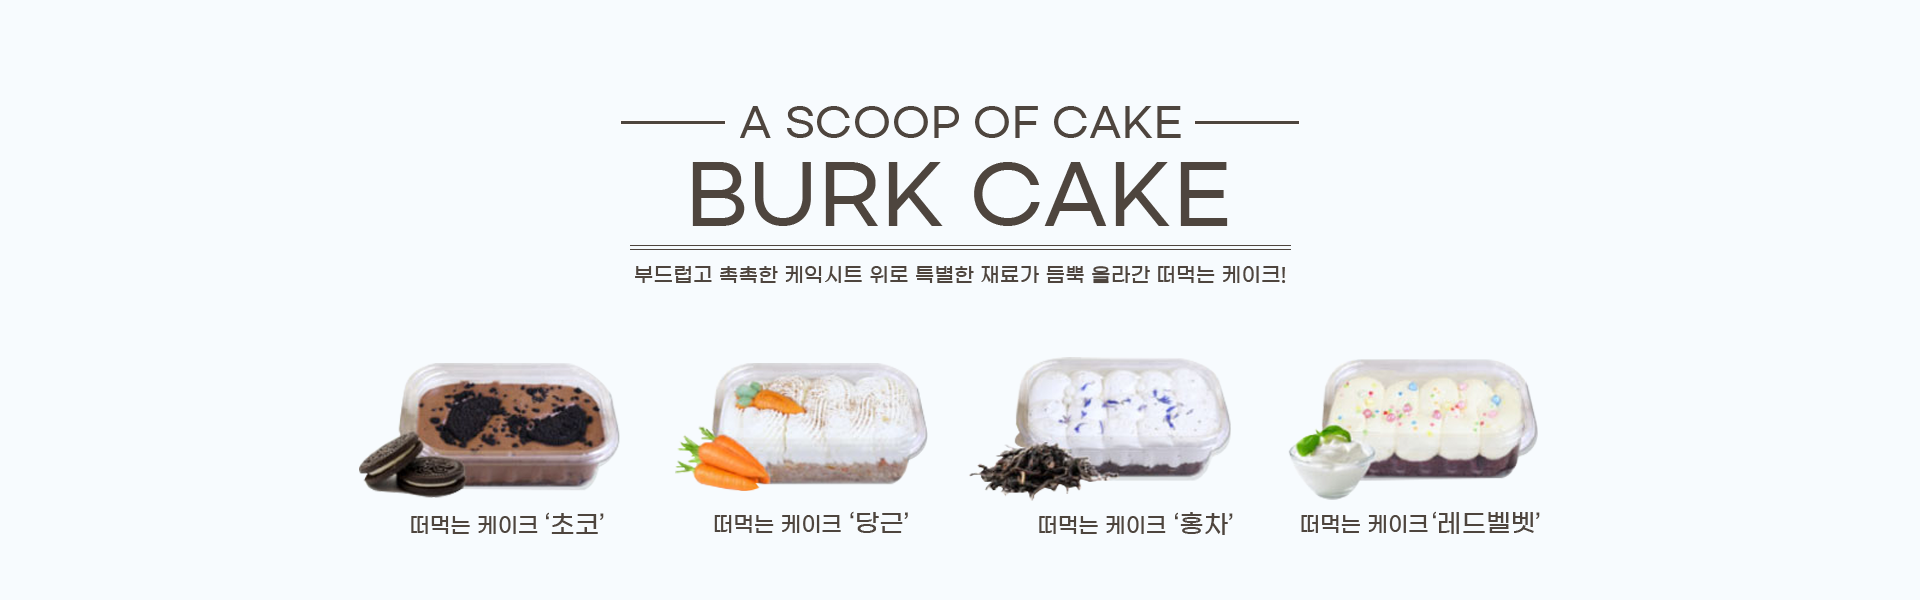 A SCOOP OF CAKE
BURK CAKE
부드럽고 촉촉한 케익시트 위로 특별한 재료가 듬뿍 올라간 떠먹는 케이크!
떠먹는 케이크 ‘초코’
떠먹는 케이크 ‘당근’
떠먹는 케이크 ‘홍차’
떠먹는 케이크 ‘레드벨벳’